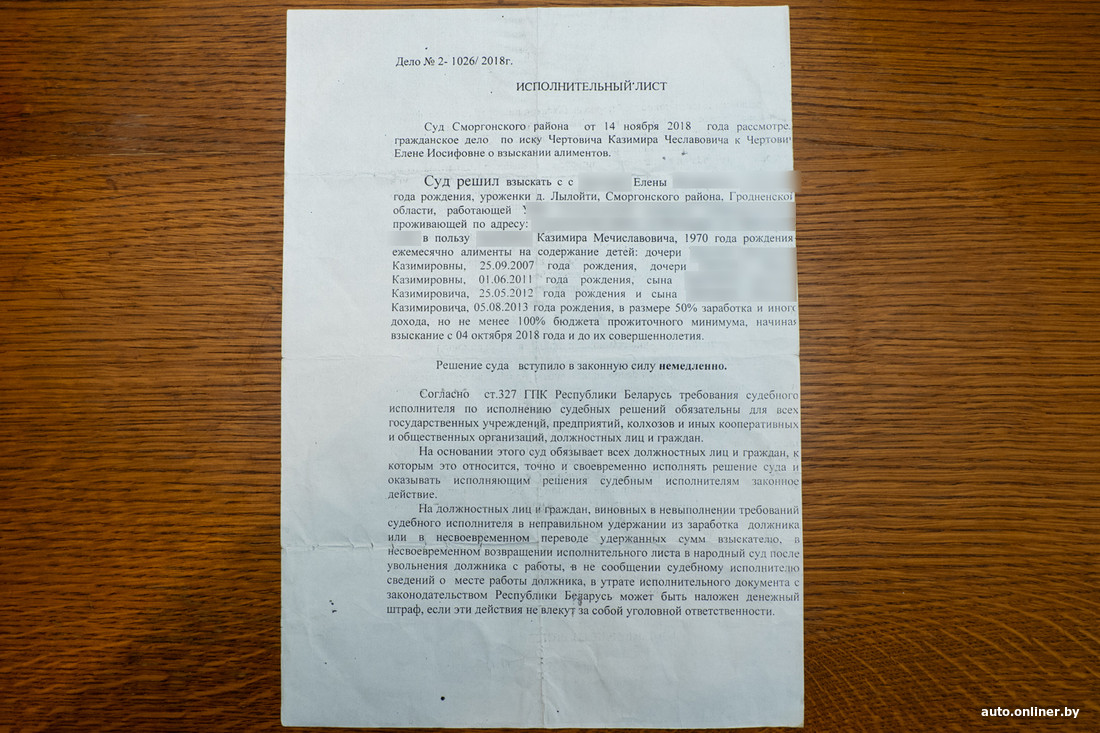 Дело № 2- 1026/ 2018г.
ИСПОЛНИТЕЛЬНЫЙ ЛИСТ
Суд Сморгонского района от 14 ноября 2018 года рассмотре
гражданское дело по иску Чертовича Казимира Чеславовича к Чертови
Елене Иосифовне о взыскании алиментов.
Суд решил взыскать с с Елены
года рождения, уроженки д. Лылойти, Сморгонского района, Гродненской
области, работающей У
проживающей по адресу:
в пользу Казимира Мечиславовича, 1970 года рождения
ежемесячно алименты на содержание детей: дочери
Казимировны, 25.09.2007 года рождения, дочери
Казимировны, 01.06.2011 года рождения, сына
Казимировича, 25.05.2012 года рождения и сына
Казимировича, 05.08.2013 года рождения, в размере 50% заработка и иног
дохода, но не менее 100% бюджета прожиточного минимума, начиная
взыскание с 04 октября 2018 года и до их совершеннолетия.
Решение суда вступило в законную силу немедленно.
Согласно ст.327 ГПК Республики Беларусь требования судебного
исполнителя по исполнению судебных решений обязательны для всех
государственных учреждений, предприятий, колхозов и иных кооперативных
и общественных организаций, должностных лиц и граждан.
На основании этого суд обязывает всех должностных лиц и граждан, к
которым это относится, точно и своевременно исполнять решение суда и
оказывать исполняющим решения судебным исполнителям законное
действие.
На должностных лиц и граждан, виновных в невыполнении требований
судебного исполнителя в неправильном удержании из заработка должника
или в несвоевременном переводе удержанных сумм взыскателю, в
несвоевременном возвращении исполнительного листа в народный суд после
увольнения должника с работы, в не сообщении судебному исполнителю
сведений о месте работы должника, в утрате исполнительного документа с
законодательством Республики Беларусь может быть наложен денежный
штраф, если эти действия не влекут за собой уголовной ответственности.
auto.onliner.by